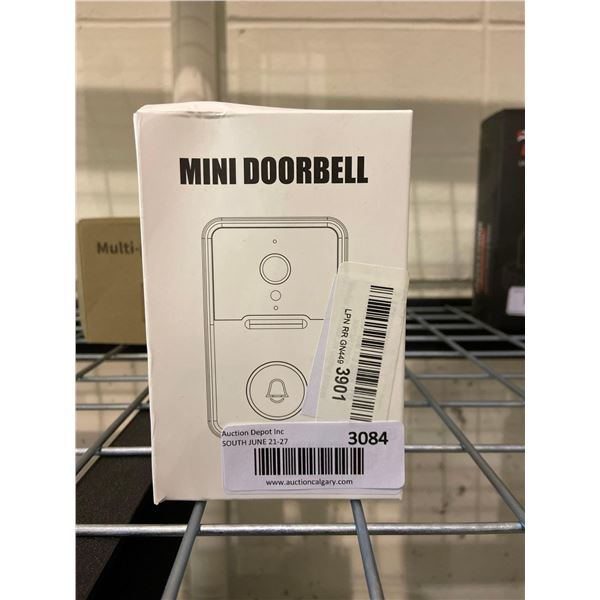 MINI DOORBELL
Multi-
LPN RR GN449 3901
Auction Depot Inc
SOUTH JUNE 21-27
3084
www.auctioncalgary.com